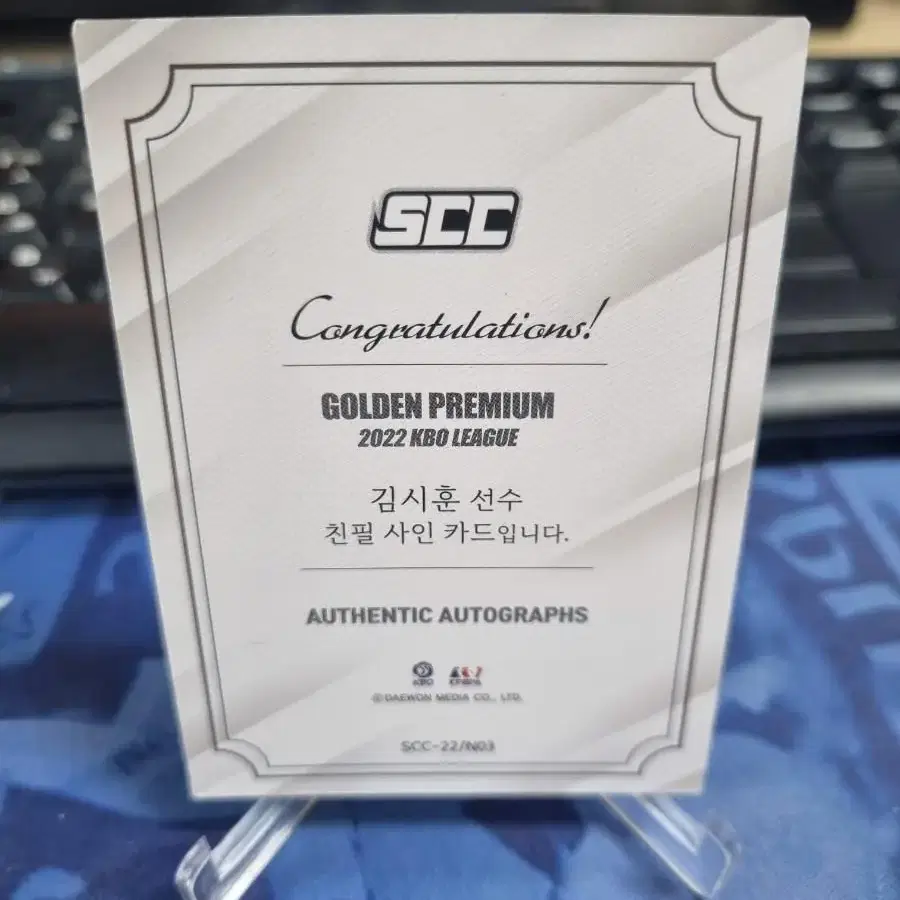 SCC
Congratulations!
GOLDEN PREMIUM
2022 KBO LEAGUE
김시훈 선수
친필 사인 카드입니다.
AUTHENTIC AUTOGRAPHS
KBO
ⓒDAEWON MEDIA CO., LTD.
SCC-22/N03